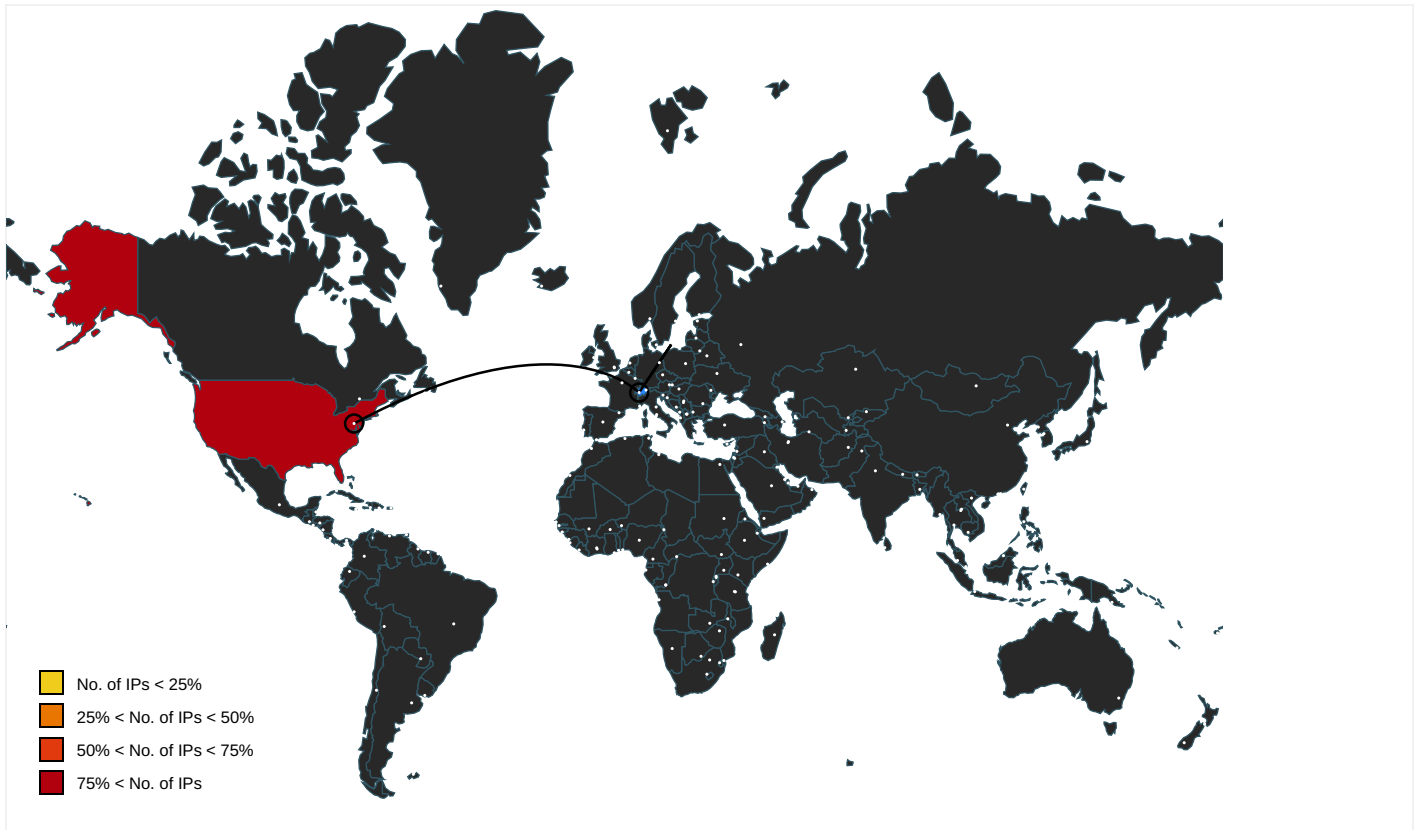 No. of IPs < 25%
25% < No. of IPs < 50%
50% < No. of IPs < 75%
75% < No. of IPs